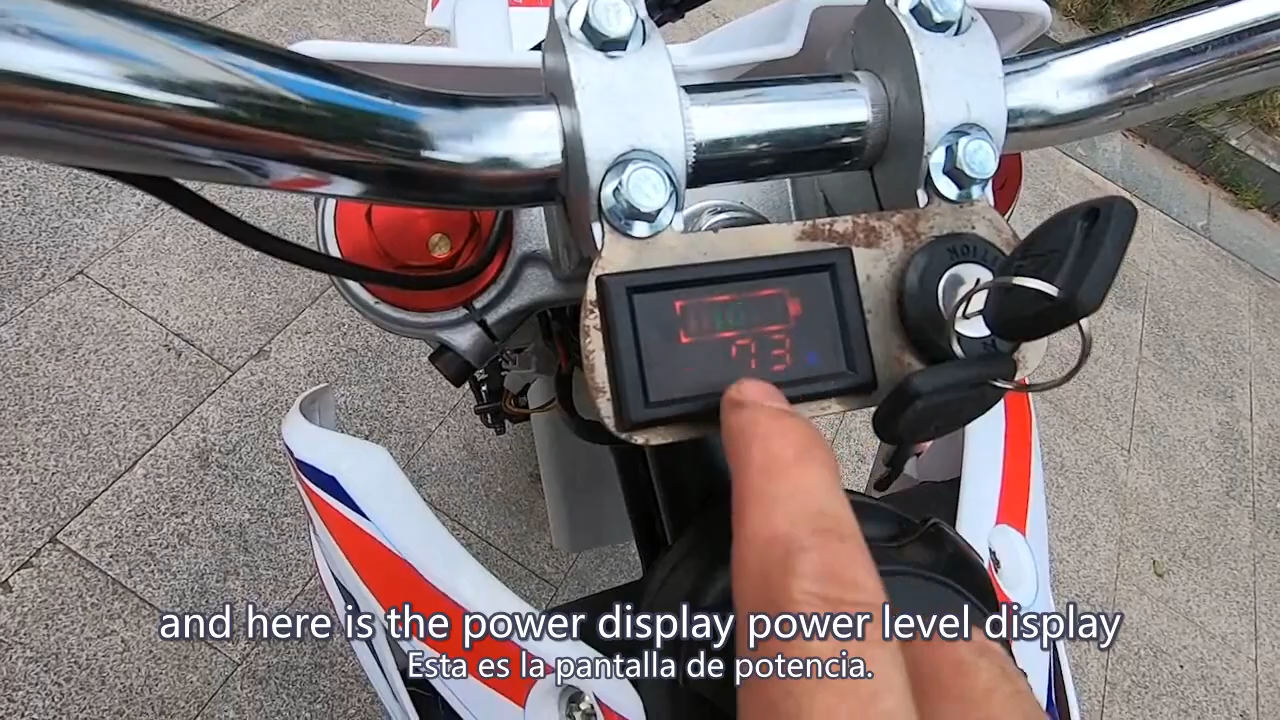 73
and here is the power display power level display
Esta es la pantalla de potencia.